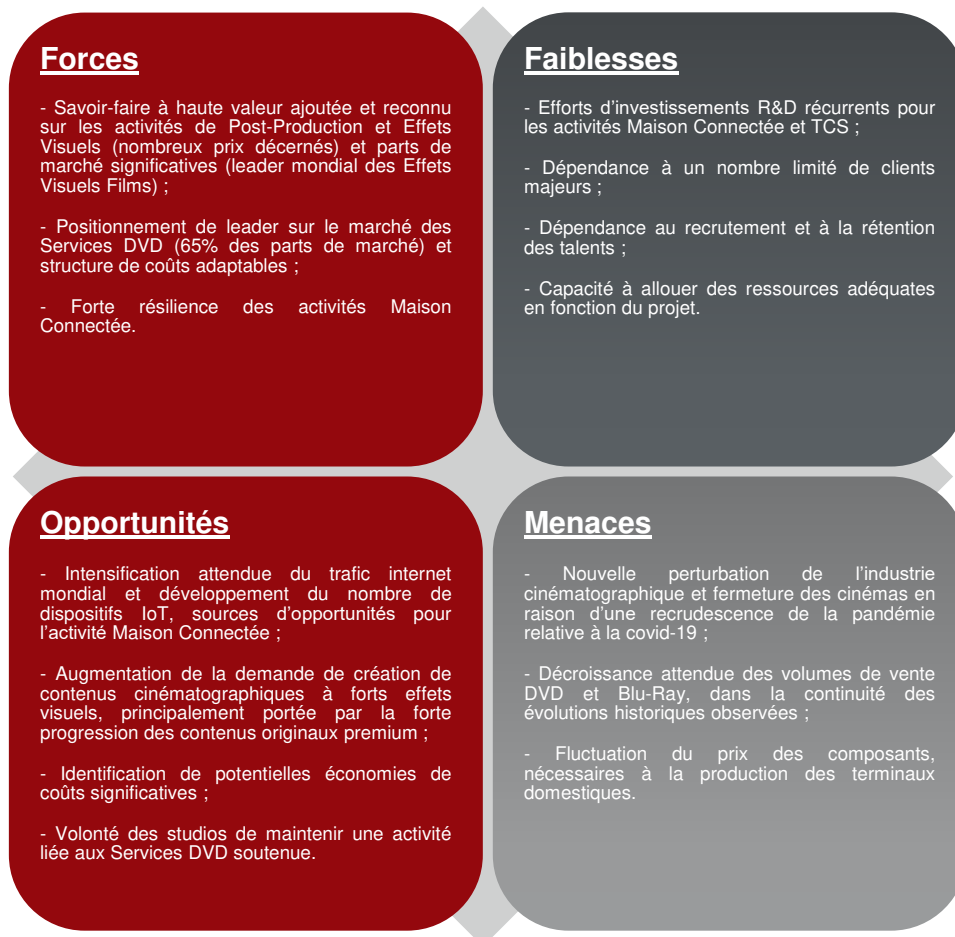 Forces
- Savoir-faire à haute valeur ajoutée et reconnu
sur les activités de Post-Production et Effets
Visuels (nombreux prix décernés) et parts de
marché significatives (leader mondial des Effets
Visuels Films) ;
- Positionnement de leader sur le marché des
Services DVD (65% des parts de marché) et
structure de coûts adaptables ;
- Forte résilience des activités Maison
Connectée.
Faiblesses
- Efforts d'investissements R&D récurrents pour
les activités Maison Connectée et TCS ;
- Dépendance à un nombre limité de clients
majeurs ;
- Dépendance au recrutement et à la rétention
des talents ;
- Capacité à allouer des ressources adéquates
en fonction du projet.
Opportunités
- Intensification attendue du trafic internet
mondial et développement du nombre de
dispositifs IoT, sources d'opportunités pour
l'activité Maison Connectée ;
- Augmentation de la demande de création de
contenus cinématographiques à forts effets
visuels, principalement portée par la forte
progression des contenus originaux premium ;
- Identification de potentielles économies de
coûts significatives ;
- Volonté des studios de maintenir une activité
liée aux Services DVD soutenue.
Menaces
- Nouvelle perturbation de l'industrie
cinématographique et fermeture des cinémas en
raison d'une recrudescence de la pandémie
relative à la covid-19 ;
- Décroissance attendue des volumes de vente
DVD et Blu-Ray, dans la continuité des
évolutions historiques observées ;
- Fluctuation du prix des composants,
nécessaires à la production des terminaux
domestiques.